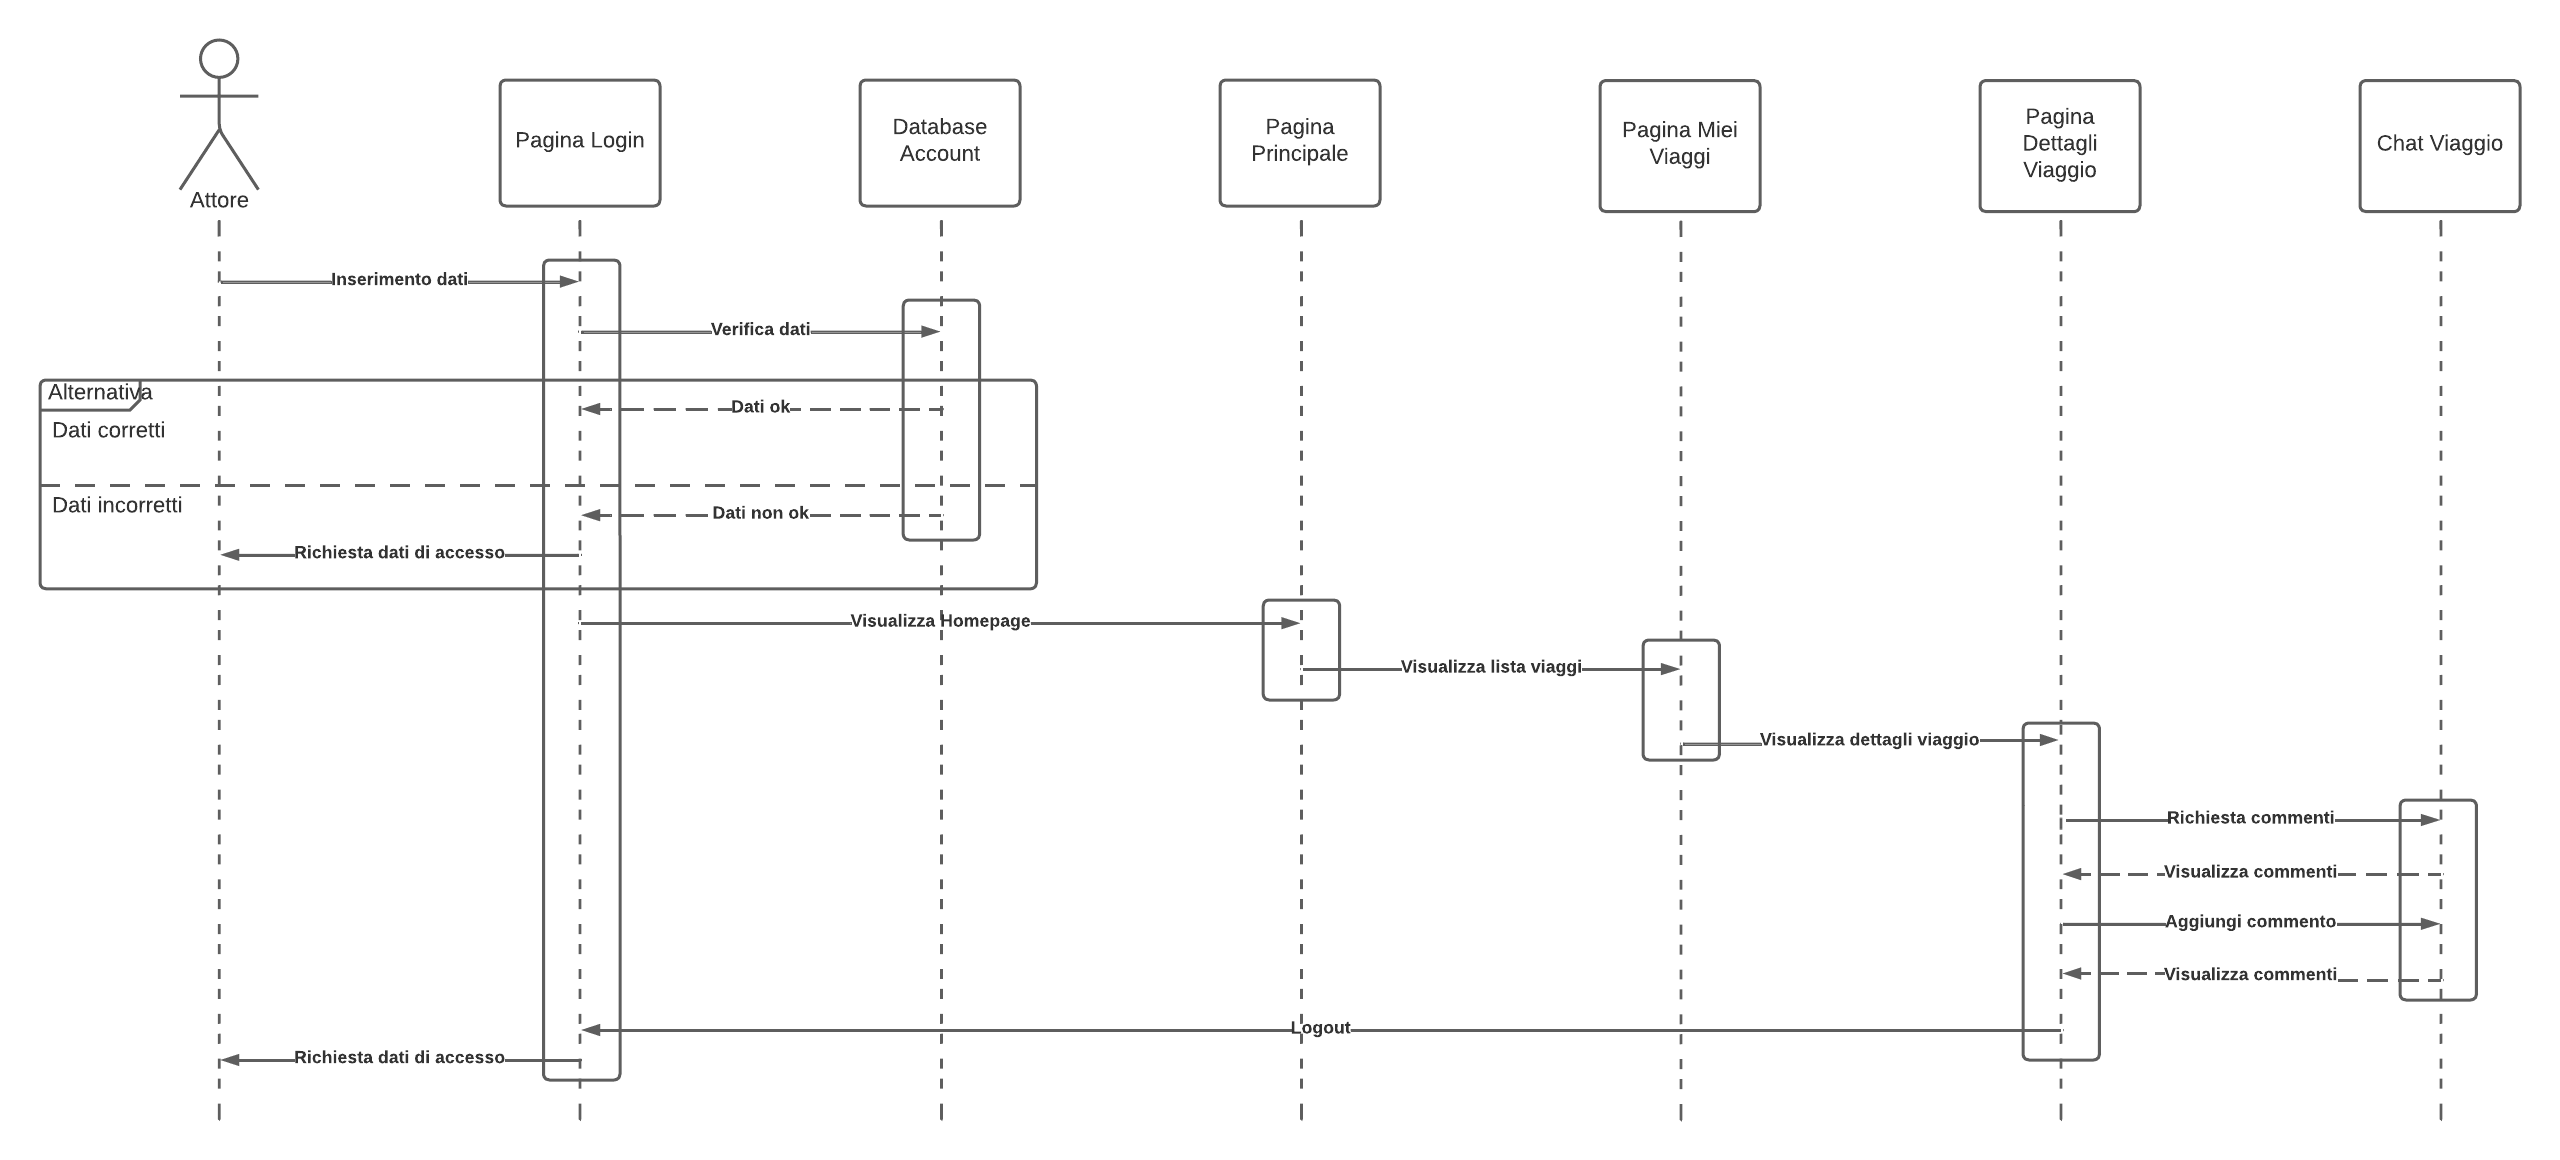 Attore
Pagina Login
Database
Account
Pagina
Principale
Pagina Miei
Viaggi
Pagina
Dettagli
Viaggio
Chat Viaggio
Inserimento dati
Verifica dati
Alternativa
Dati ok
Dati corretti
Dati incorretti
Dati non ok
Richiesta dati di accesso
Visualizza Homepage
Visualizza lista viaggi
Visualizza dettagli viaggio
Richiesta commenti
Visualizza commenti
Aggiungi commento
Visualizza commenti
Logout
Richiesta dati di accesso